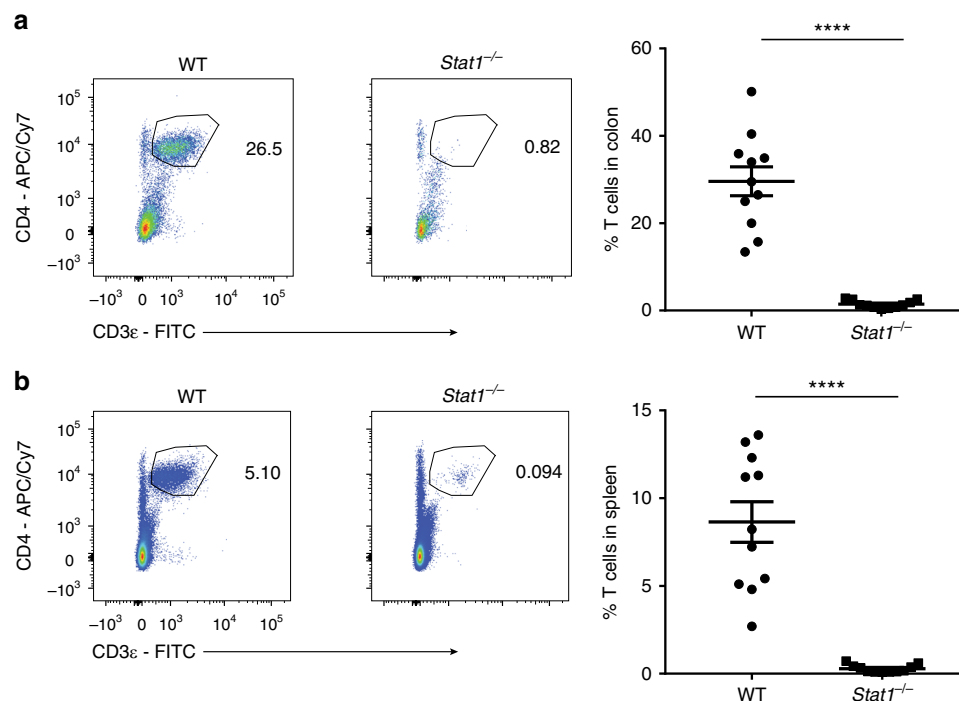 a
WT
Stat1–/–
CD4 - APC/Cy7
10⁵
10⁴
10³
0
–10³
26.5
0.82
–10³ 0 10³ 10⁴ 10⁵
CD3ε - FITC
****
% T cells in colon
60
40
20
0
WT
Stat1–/–
b
WT
Stat1–/–
CD4 - APC/Cy7
10⁵
10⁴
10³
0
–10³
5.10
0.094
–10³ 0 10³ 10⁴ 10⁵
CD3ε - FITC
****
% T cells in spleen
15
10
5
0
WT
Stat1–/–